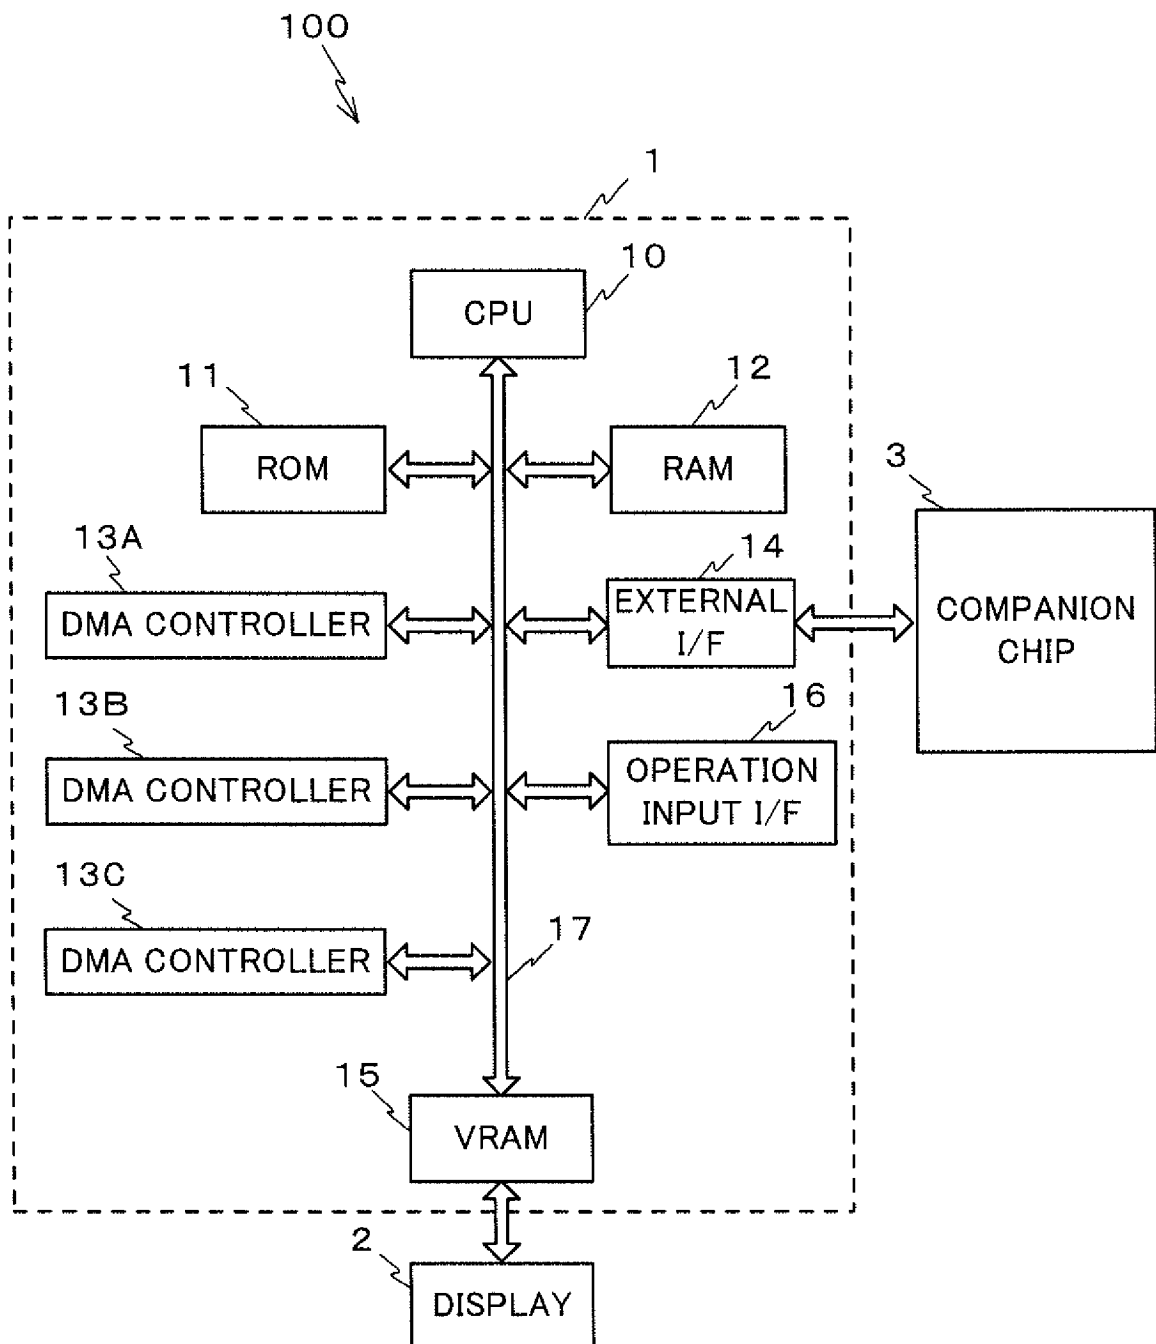 100
1
10
CPU
11
12
ROM
RAM
3
13A
14
DMA CONTROLLER
EXTERNAL
I/F
COMPANION
CHIP
13B
16
DMA CONTROLLER
OPERATION
INPUT I/F
13C
17
DMA CONTROLLER
15
VRAM
2
DISPLAY